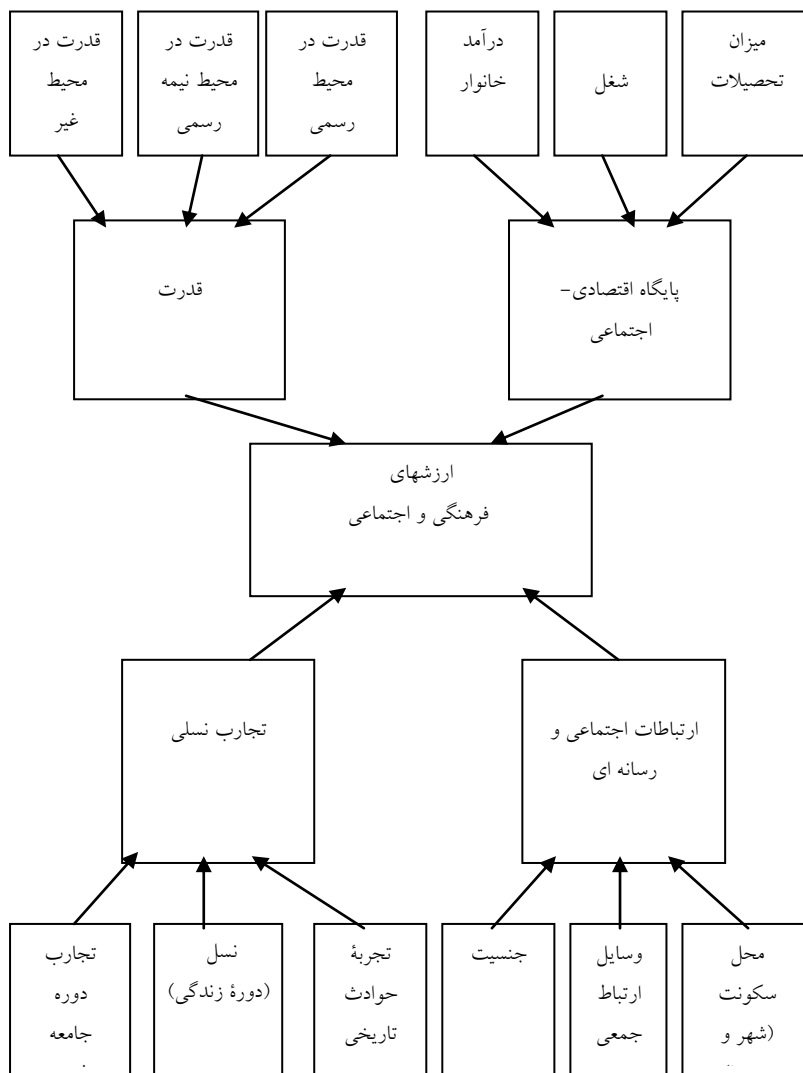 میزان
تحصیلات
شغل
درآمد
خانوار
قدرت در
محیط
رسمی
قدرت در
محیط نیمه
رسمی
قدرت در
محیط
غیر
پایگاه اقتصادی-
اجتماعی
قدرت
ارزشهای
فرهنگی و اجتماعی
ارتباطات اجتماعی و
رسانه ای
تجارب نسلی
محل
سکونت
(شهر و
وسایل
ارتباط
جمعی
جنسیت
تجربۀ
حوادث
تاریخی
نسل
(دورۀ زندگی)
تجارب
دوره
جامعه